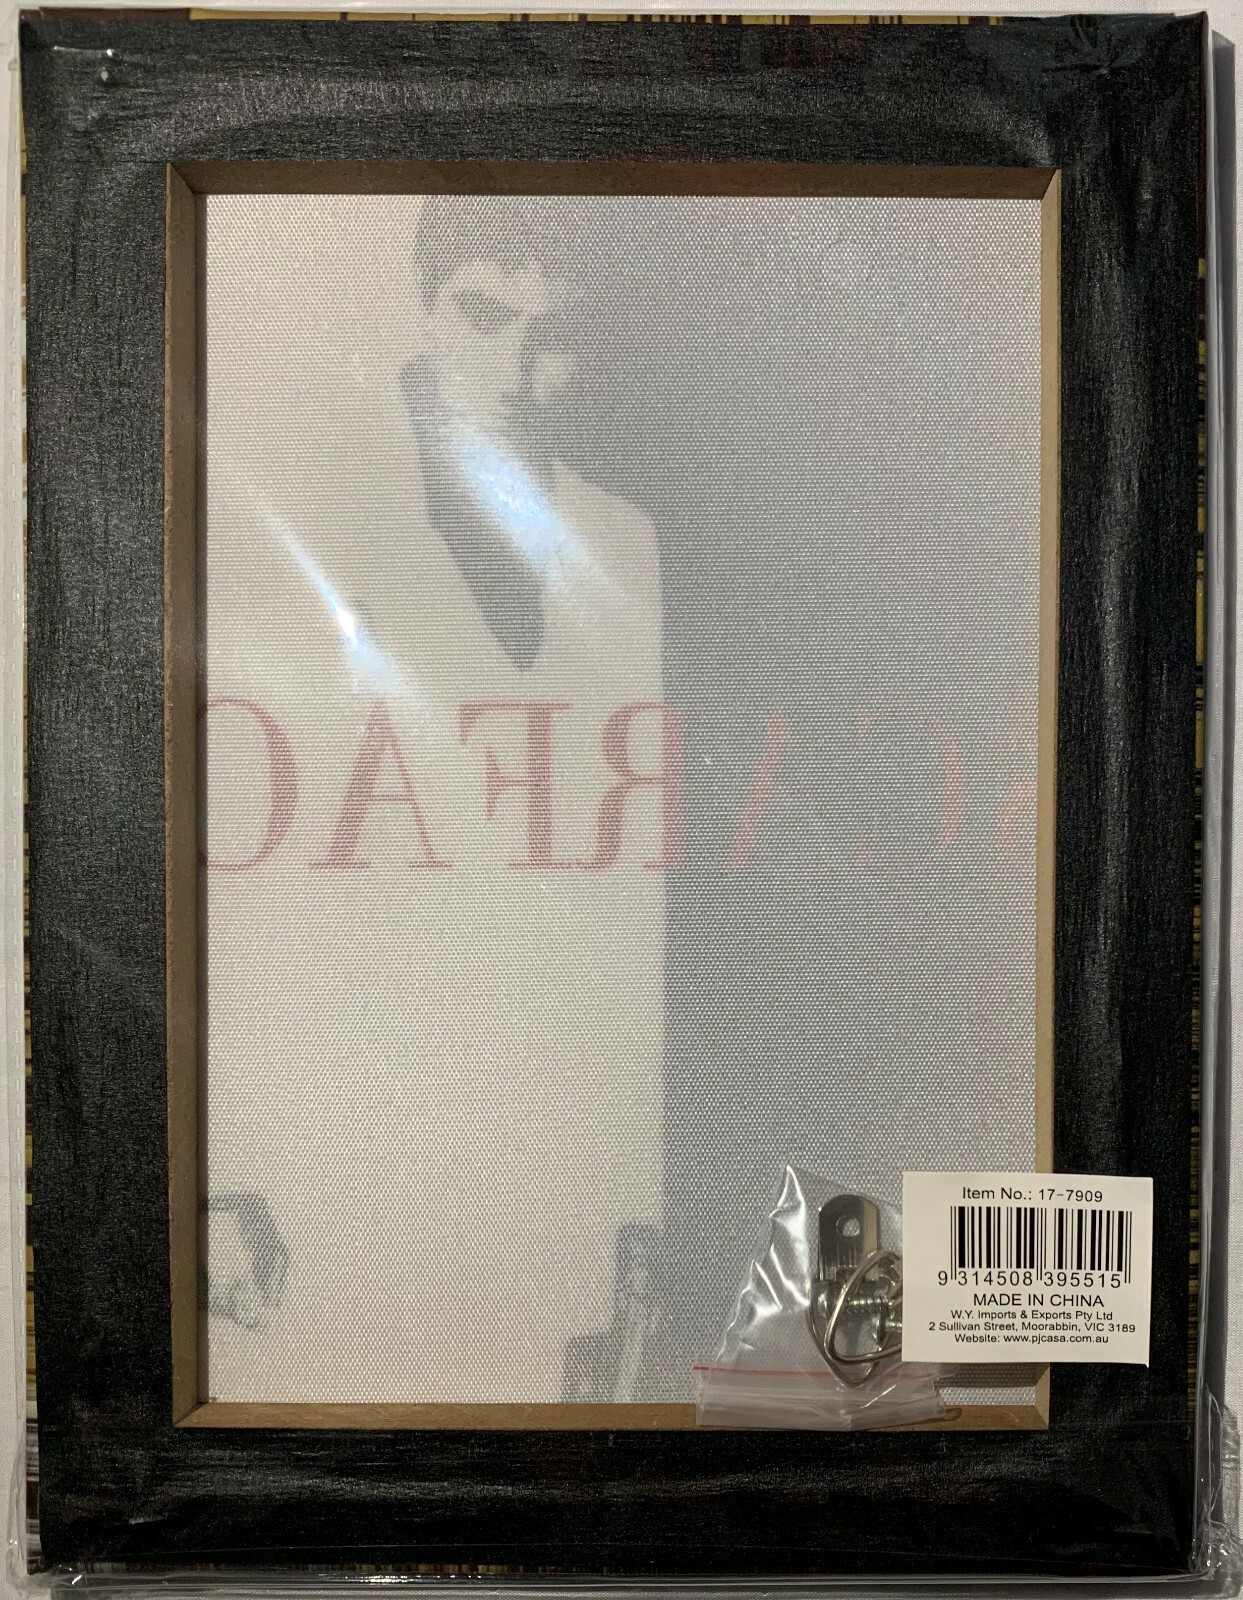 SCARFAC
Item No.: 17-7909
9 314508 395515
MADE IN CHINA
W.Y. Imports & Exports Pty Ltd
2 Sullivan Street, Moorabbin, VIC 3189
Website: www.pjcasa.com.au